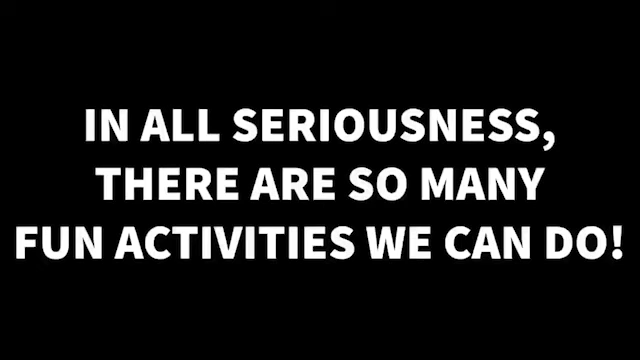 IN ALL SERIOUSNESS,
THERE ARE SO MANY
FUN ACTIVITIES WE CAN DO!